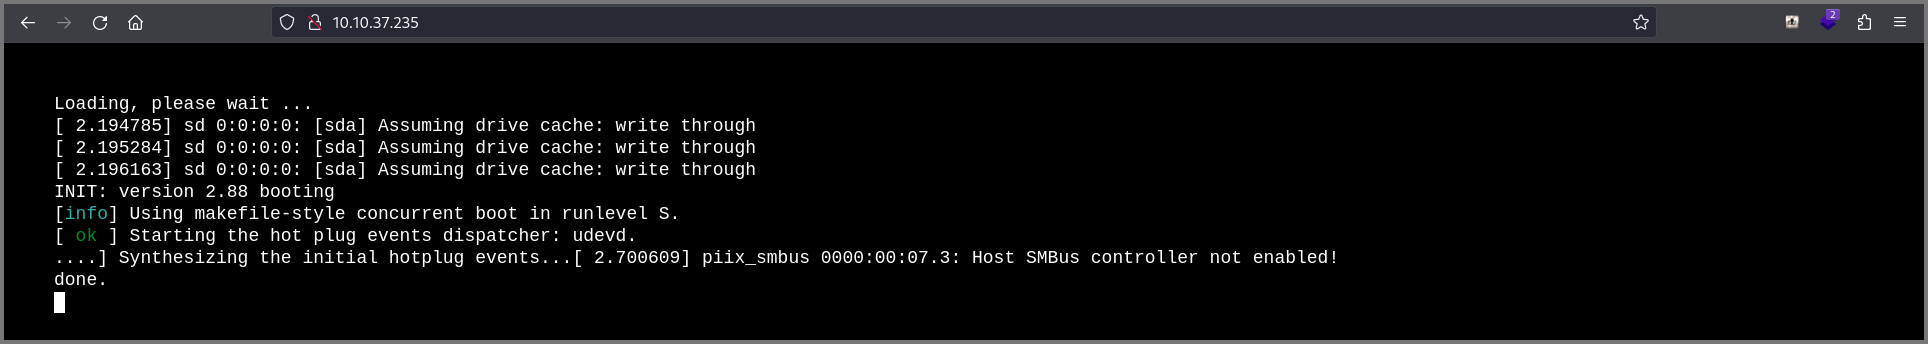 10.10.37.235
2
Loading, please wait ...
[ 2.194785] sd 0:0:0:0: [sda] Assuming drive cache: write through
[ 2.195284] sd 0:0:0:0: [sda] Assuming drive cache: write through
[ 2.196163] sd 0:0:0:0: [sda] Assuming drive cache: write through
INIT: version 2.88 booting
[info] Using makefile-style concurrent boot in runlevel S.
[ ok ] Starting the hot plug events dispatcher: udevd.
....] Synthesizing the initial hotplug events...[ 2.700609] piix_smbus 0000:00:07.3: Host SMBus controller not enabled!
done.